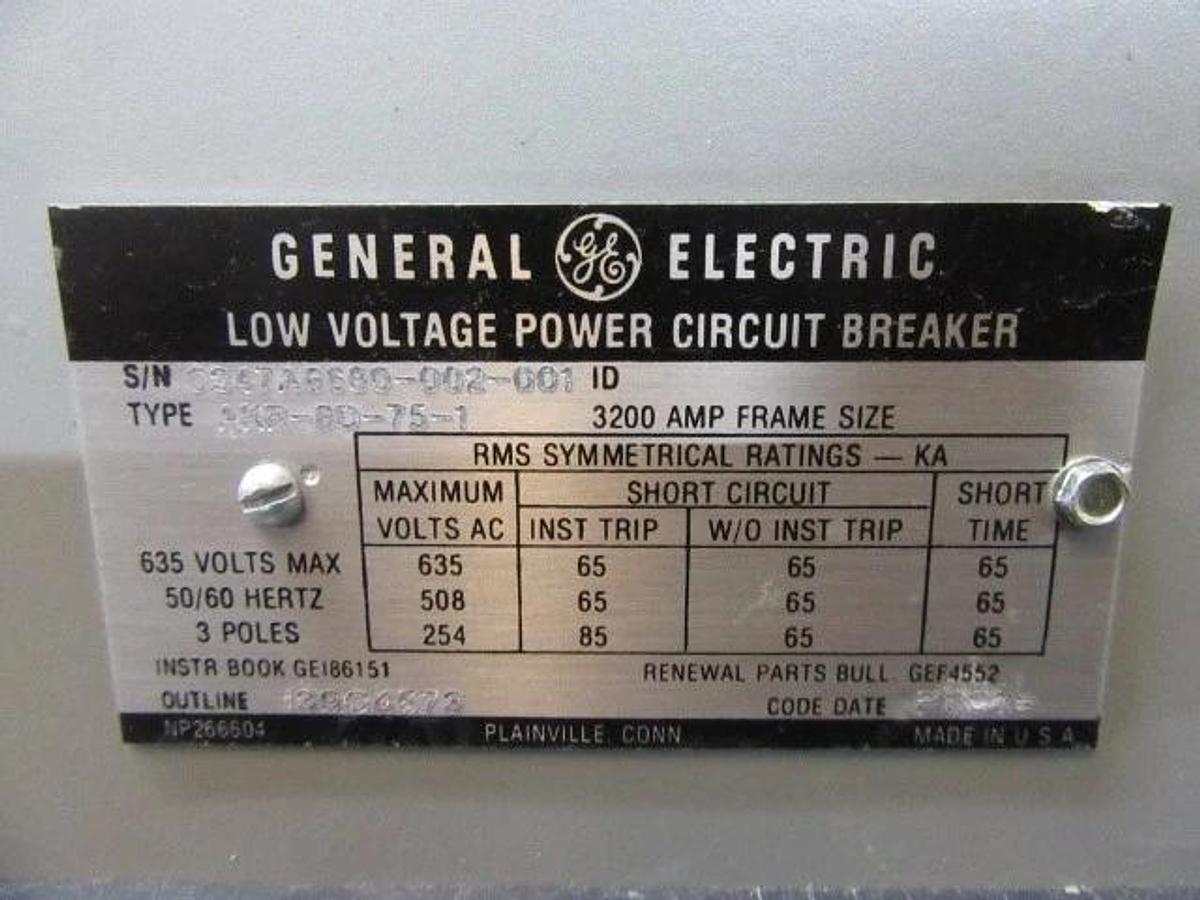 GENERAL GE ELECTRIC
LOW VOLTAGE POWER CIRCUIT BREAKER
S/N ID
TYPE 3200 AMP FRAME SIZE
RMS SYMMETRICAL RATINGS — KA
MAXIMUM SHORT CIRCUIT SHORT
VOLTS AC INST TRIP W/O INST TRIP TIME
635 VOLTS MAX 635 65 65 65
50/60 HERTZ 508 65 65 65
3 POLES 254 85 65 65
INSTR BOOK GEI86151 RENEWAL PARTS BULL. GEF4552
OUTLINE CODE DATE
NP266604 PLAINVILLE, CONN MADE IN U S A